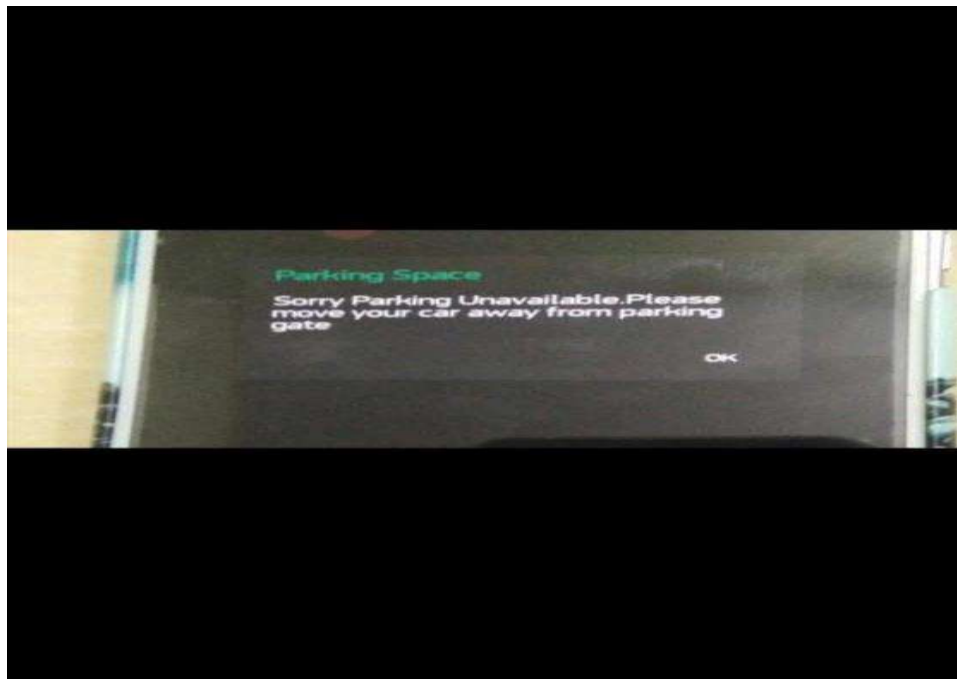 Parking Space
Sorry Parking Unavailable.Please
move your car away from parking
gate
OK